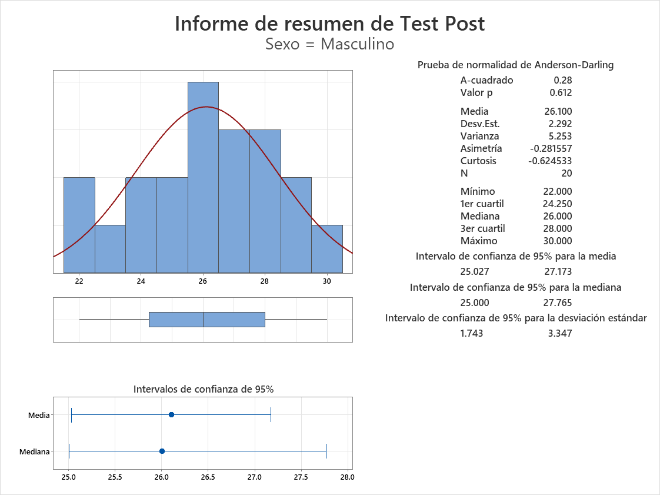 Informe de resumen de Test Post
Sexo = Masculino
Prueba de normalidad de Anderson-Darling
A-cuadrado 0.28
Valor p 0.612
Media 26.100
Desv.Est. 2.292
Varianza 5.253
Asimetría -0.281557
Curtosis -0.624533
N 20
Mínimo 22.000
1er cuartil 24.250
Mediana 26.000
3er cuartil 28.000
Máximo 30.000
Intervalo de confianza de 95% para la media
25.027 27.173
Intervalo de confianza de 95% para la mediana
25.000 27.765
Intervalo de confianza de 95% para la desviación estándar
1.743 3.347
22 24 26 28 30
Intervalos de confianza de 95%
Media
Mediana
25.0 25.5 26.0 26.5 27.0 27.5 28.0